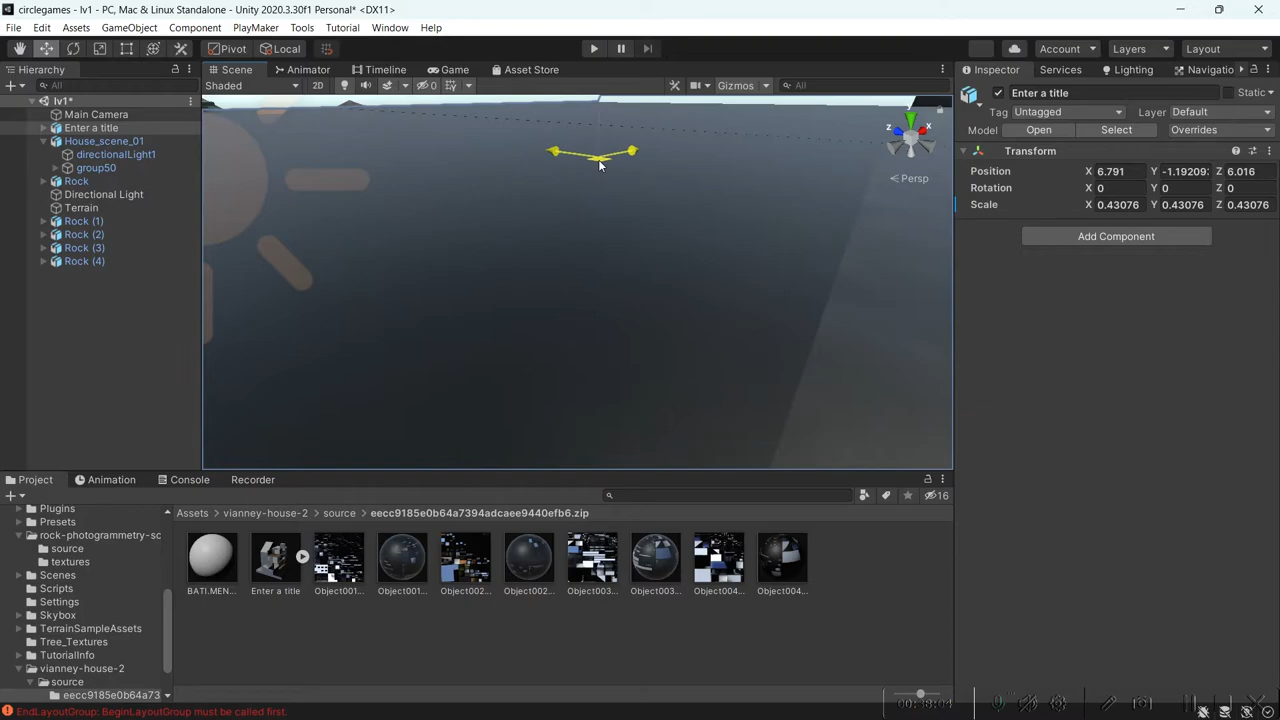 circlegames - lv1 - PC, Mac & Linux Standalone - Unity 2020.3.30f1 Personal* <DX11>
File Edit Assets GameObject Component PlayMaker Tools Tutorial Window Help
Pivot Local Account Layers Layout
Hierarchy Scene Animator Timeline Game Asset Store Inspector Services Lighting Navigatio
All Shaded 2D 0 Gizmos All Enter a title Static
lv1*
Main Camera
Enter a title
House_scene_01
directionalLight1
group50
Rock
Directional Light
Terrain
Rock (1)
Rock (2)
Rock (3)
Rock (4)
y
z x
Persp
Tag Untagged Layer Default
Model Open Select Overrides
Transform
Position X 6.791 Y -1.19209: Z 6.016
Rotation X 0 Y 0 Z 0
Scale X 0.43076 Y 0.43076 Z 0.43076
Add Component
Project Animation Console Recorder
16
Plugins
Presets
rock-photogrammetry-sc
source
textures
Scenes
Scripts
Settings
Skybox
TerrainSampleAssets
Tree_Textures
TutorialInfo
vianney-house-2
source
eecc9185e0b64a73
Assets > vianney-house-2 > source > eecc9185e0b64a7394adcaee9440efb6.zip
BATI.MEN... Enter a title Object001... Object001... Object002... Object002... Object003... Object003... Object004... Object004...
00:38:04
EndLayoutGroup: BeginLayoutGroup must be called first.